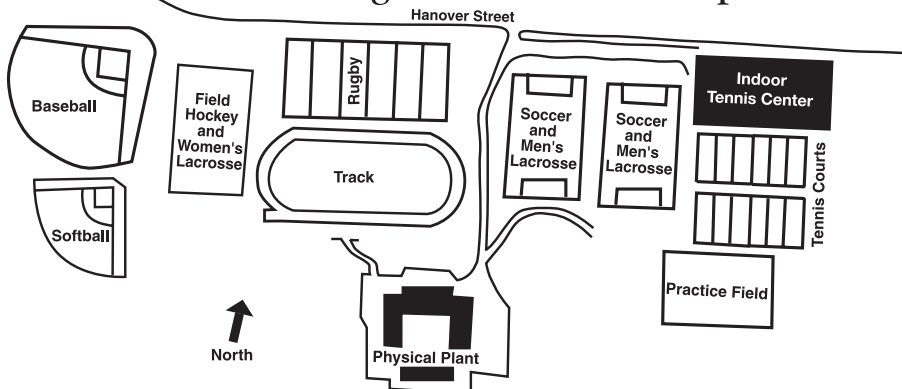 Hanover Street
Baseball
Field
Hockey
and
Women's
Lacrosse
Rugby
Soccer
and
Men's
Lacrosse
Soccer
and
Men's
Lacrosse
Indoor
Tennis Center
Track
Tennis Courts
Softball
Practice Field
North
Physical Plant